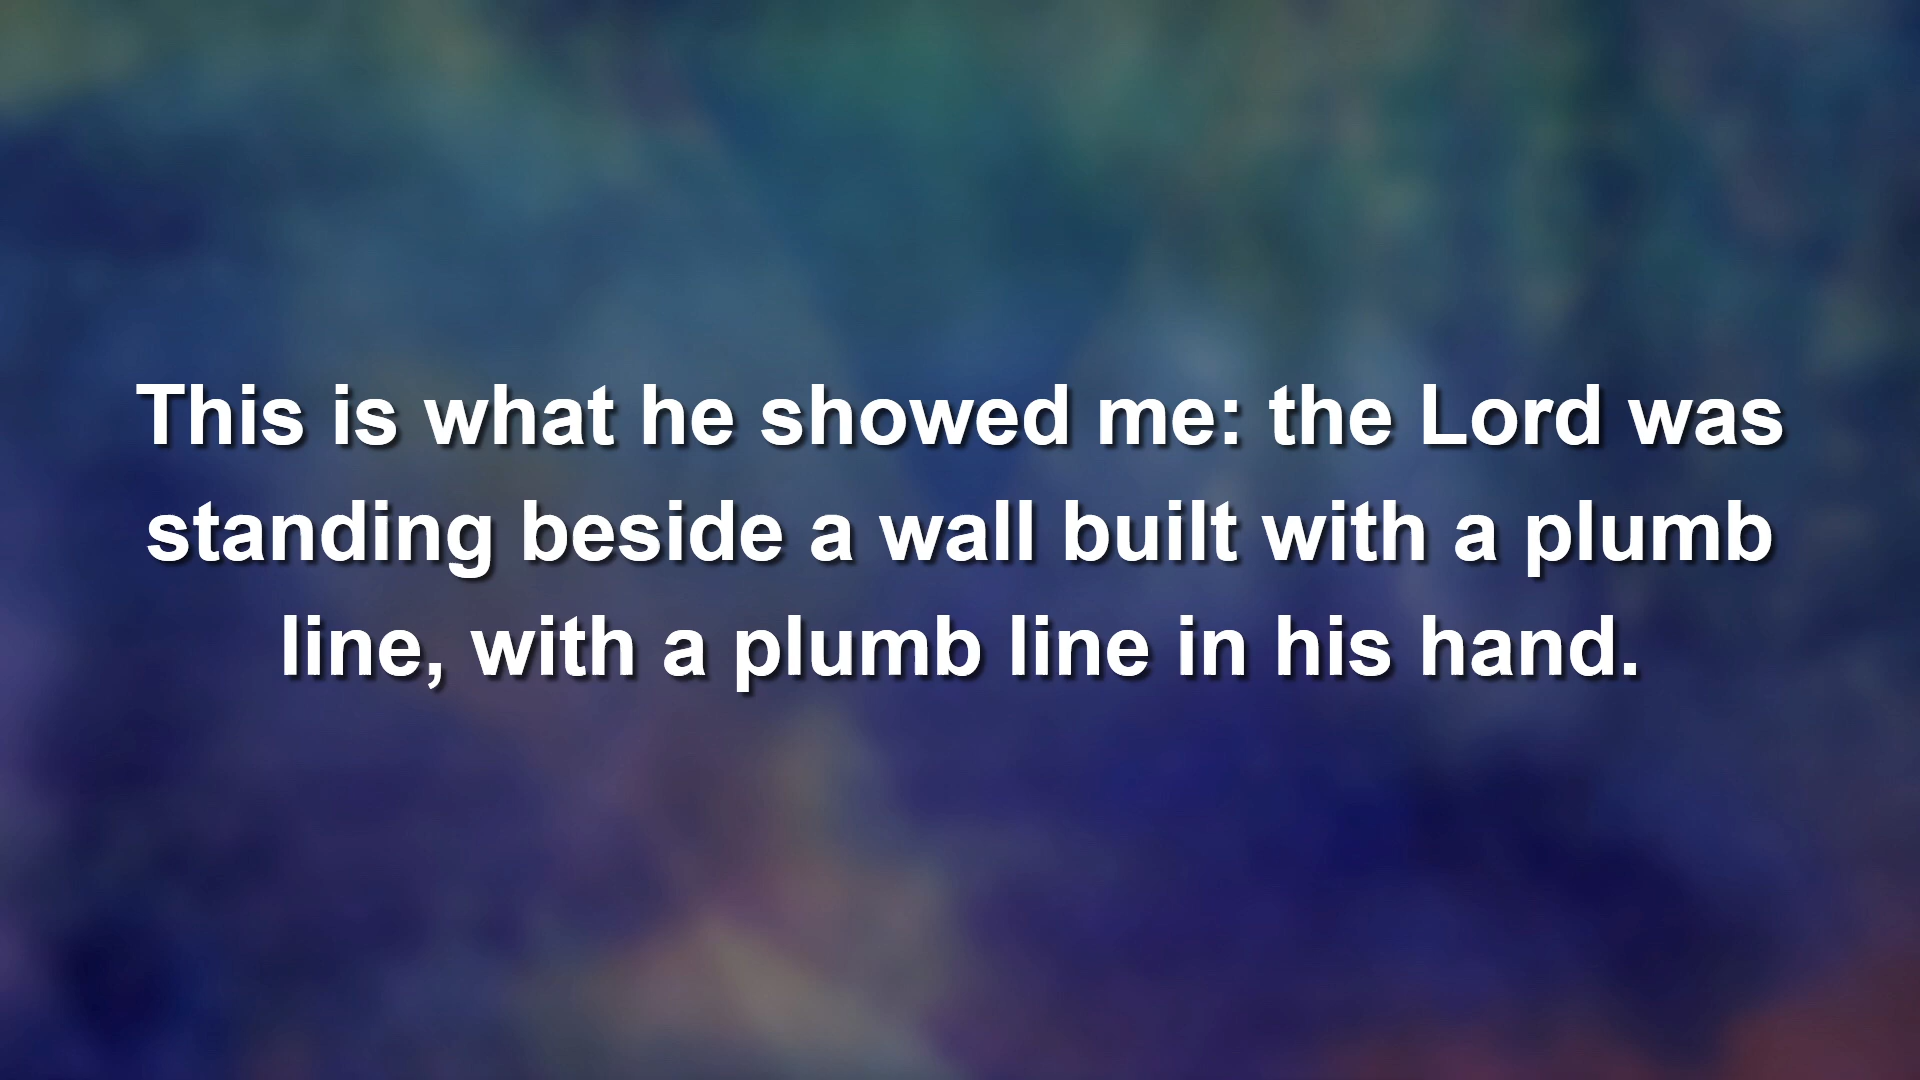 This is what he showed me: the Lord was
standing beside a wall built with a plumb
line, with a plumb line in his hand.